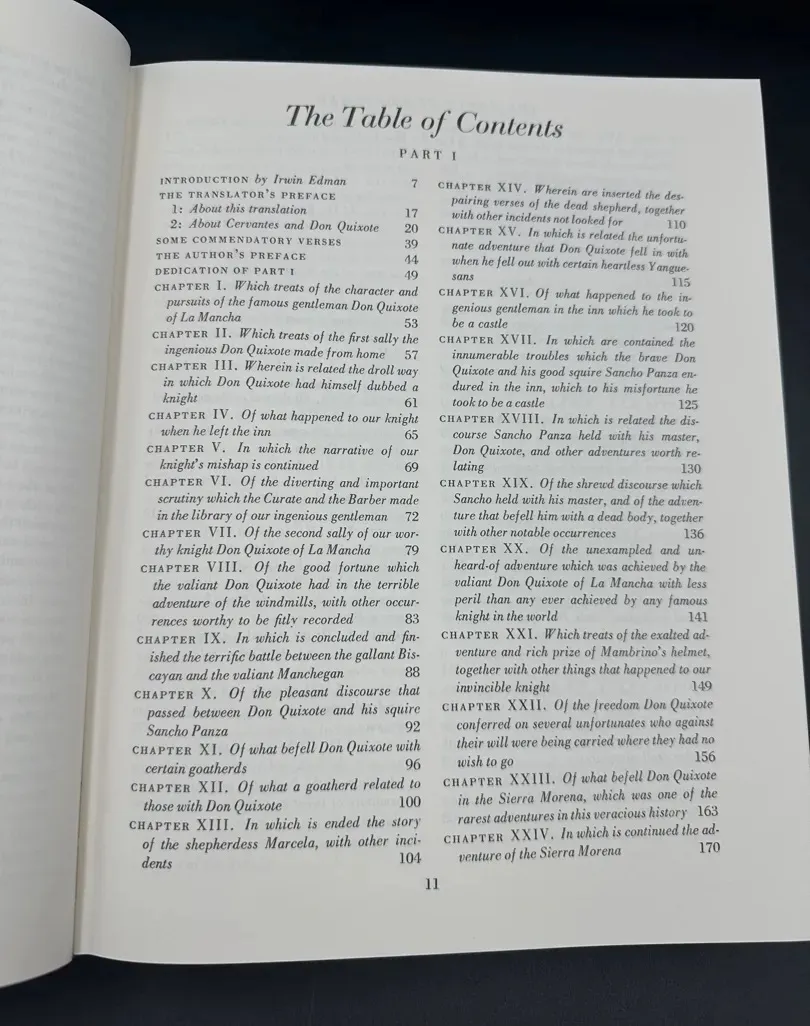 The Table of Contents
PART I
INTRODUCTION by Irwin Edman 7
THE TRANSLATOR'S PREFACE
1: About this translation 17
2: About Cervantes and Don Quixote 20
SOME COMMENDATORY VERSES 39
THE AUTHOR'S PREFACE 44
DEDICATION OF PART I 49
CHAPTER I. Which treats of the character and
pursuits of the famous gentleman Don Quixote
of La Mancha 53
CHAPTER II. Which treats of the first sally the
ingenious Don Quixote made from home 57
CHAPTER III. Wherein is related the droll way
in which Don Quixote had himself dubbed a
knight 61
CHAPTER IV. Of what happened to our knight
when he left the inn 65
CHAPTER V. In which the narrative of our
knight's mishap is continued 69
CHAPTER VI. Of the diverting and important
scrutiny which the Curate and the Barber made
in the library of our ingenious gentleman 72
CHAPTER VII. Of the second sally of our wor-
thy knight Don Quixote of La Mancha 79
CHAPTER VIII. Of the good fortune which
the valiant Don Quixote had in the terrible
adventure of the windmills, with other occur-
rences worthy to be fitly recorded 83
CHAPTER IX. In which is concluded and fin-
ished the terrific battle between the gallant Bis-
cayan and the valiant Manchegan 88
CHAPTER X. Of the pleasant discourse that
passed between Don Quixote and his squire
Sancho Panza 92
CHAPTER XI. Of what befell Don Quixote with
certain goatherds 96
CHAPTER XII. Of what a goatherd related to
those with Don Quixote 100
CHAPTER XIII. In which is ended the story
of the shepherdess Marcela, with other inci-
dents 104
CHAPTER XIV. Wherein are inserted the des-
pairing verses of the dead shepherd, together
with other incidents not looked for 110
CHAPTER XV. In which is related the unfortu-
nate adventure that Don Quixote fell in with
when he fell out with certain heartless Yangue-
sans 115
CHAPTER XVI. Of what happened to the in-
genious gentleman in the inn which he took to
be a castle 120
CHAPTER XVII. In which are contained the
innumerable troubles which the brave Don
Quixote and his good squire Sancho Panza en-
dured in the inn, which to his misfortune he
took to be a castle 125
CHAPTER XVIII. In which is related the dis-
course Sancho Panza held with his master,
Don Quixote, and other adventures worth re-
lating 130
CHAPTER XIX. Of the shrewd discourse which
Sancho held with his master, and of the adven-
ture that befell him with a dead body, together
with other notable occurrences 136
CHAPTER XX. Of the unexampled and un-
heard-of adventure which was achieved by the
valiant Don Quixote of La Mancha with less
peril than any ever achieved by any famous
knight in the world 141
CHAPTER XXI. Which treats of the exalted ad-
venture and rich prize of Mambrino's helmet,
together with other things that happened to our
invincible knight 149
CHAPTER XXII. Of the freedom Don Quixote
conferred on several unfortunates who against
their will were being carried where they had no
wish to go 156
CHAPTER XXIII. Of what befell Don Quixote
in the Sierra Morena, which was one of the
rarest adventures in this veracious history 163
CHAPTER XXIV. In which is continued the ad-
venture of the Sierra Morena 170
11